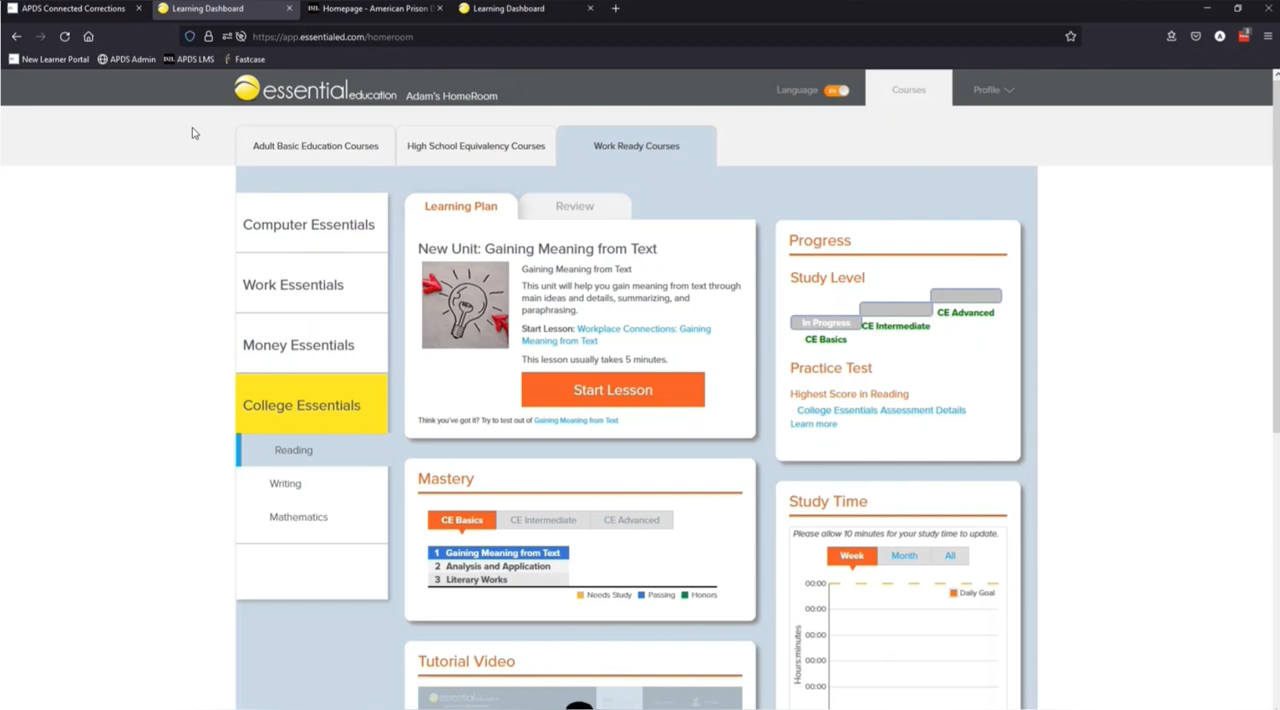 APDS Connected Corrections
Learning Dashboard
Homepage - American Prison D
Learning Dashboard
https://app.essentialed.com/homeroom
New Learner Portal
APDS Admin
APDS LMS
Fastcase
essentialeducation
Adam's HomeRoom
Language
EN
Courses
Profile
Adult Basic Education Courses
High School Equivalency Courses
Work Ready Courses
Computer Essentials
Work Essentials
Money Essentials
College Essentials
Reading
Writing
Mathematics
Learning Plan
Review
New Unit: Gaining Meaning from Text
Gaining Meaning from Text
This unit will help you gain meaning from text through
main ideas and details, summarizing, and
paraphrasing.
Start Lesson: Workplace Connections: Gaining
Meaning from Text
This lesson usually takes 5 minutes.
Start Lesson
Think you've got it? Try to test out of Gaining Meaning from Text
Mastery
CE Basics
CE Intermediate
CE Advanced
1 Gaining Meaning from Text
2 Analysis and Application
3 Literary Works
Needs Study
Passing
Honors
Tutorial Video
essentialeducation
Progress
Study Level
In Progress
CE Basics
CE Intermediate
CE Advanced
Practice Test
Highest Score in Reading
College Essentials Assessment Details
Learn more
Study Time
Please allow 10 minutes for your study time to update.
Week
Month
All
00:00
Daily Goal
00:00
00:00
00:00
00:00
Hours:minutes